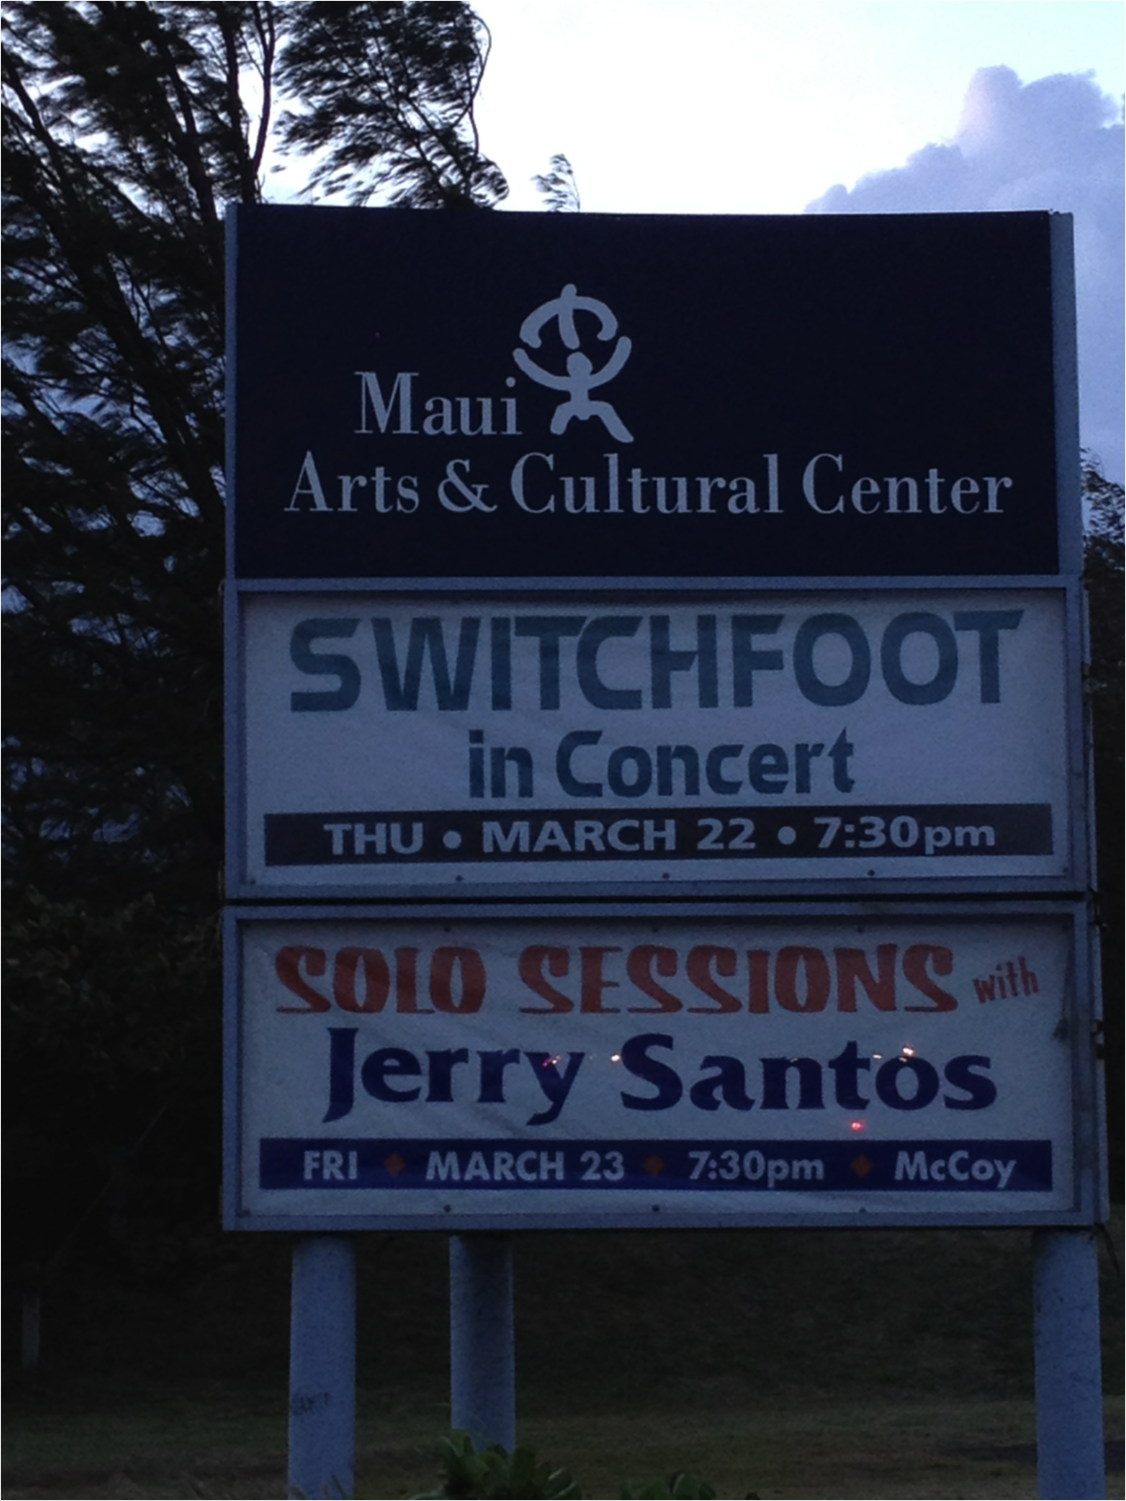 Maui
Arts & Cultural Center
SWITCHFOOT
in Concert
THU • MARCH 22 • 7:30pm
SOLO SESSIONS with
Jerry Santos
FRI ♦ MARCH 23 ♦ 7:30pm ♦ McCoy